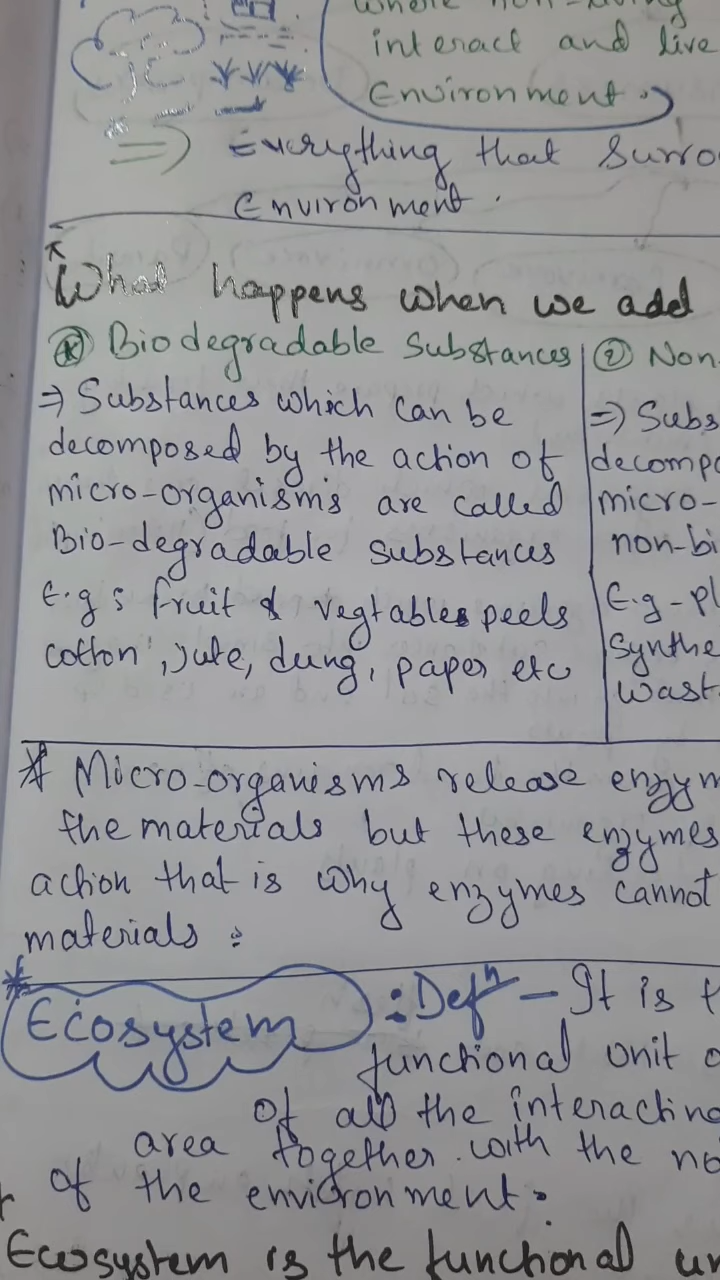 where non-living
interact and live
Environment.
⇒ Everything that Surro
Environment.
What happens when we add
Biodegradable Substances
⇒ Substances which can be
decomposed by the action of
micro-organisms are called
Bio-degradable substances
E.g : fruit & vegtables peels
cotton, jute, dung, paper etc
② Non-
⇒ Subs
decompo
micro-
non-bi
E.g - pl
Synthe
wast
* Micro-organisms release enzym
the materials but these enzymes
action that is why enzymes cannot
materials :
* Ecosystem : Defⁿ - It is t
functional unit o
of all the interacting
area together with the no
of the environment.
Ecosystem is the functional un